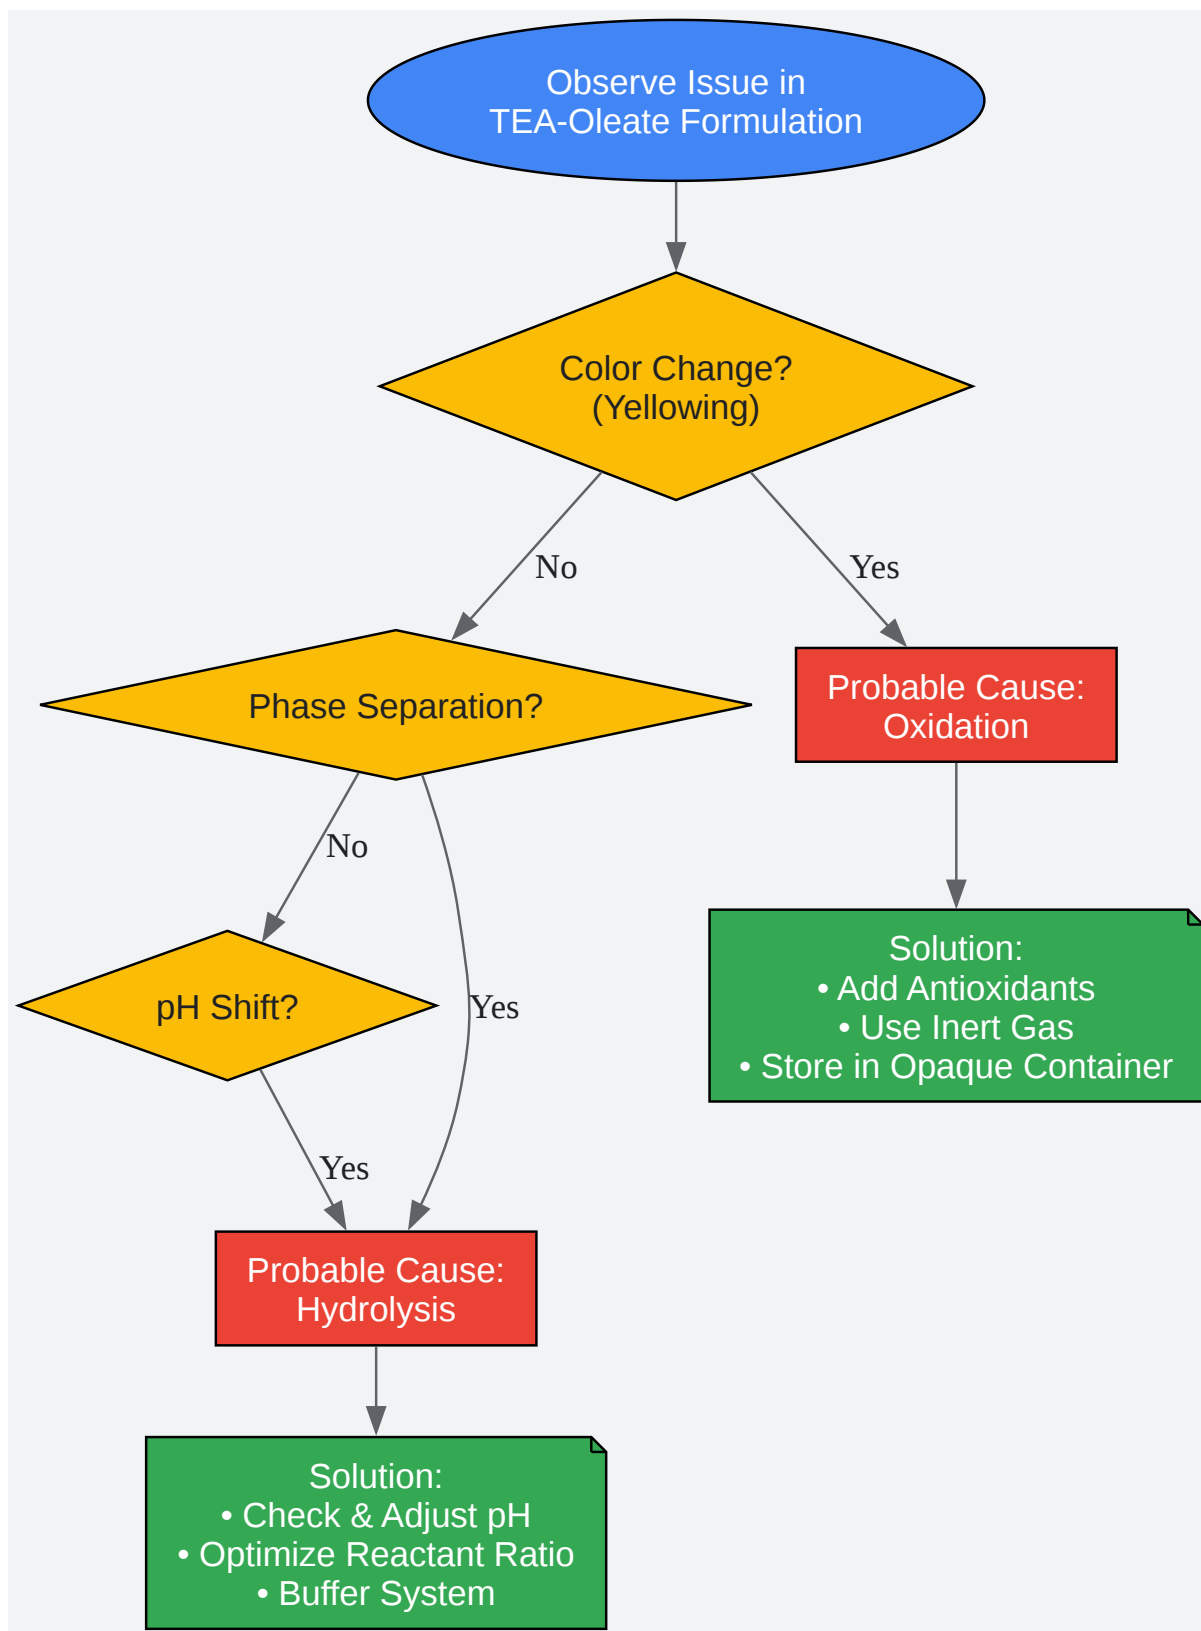 Observe Issue in
TEA-Oleate Formulation
Color Change?
(Yellowing)
No
Yes
Phase Separation?
Probable Cause:
Oxidation
No
Solution:
• Add Antioxidants
• Use Inert Gas
• Store in Opaque Container
pH Shift?
Yes
Yes
Probable Cause:
Hydrolysis
Solution:
• Check & Adjust pH
• Optimize Reactant Ratio
• Buffer System